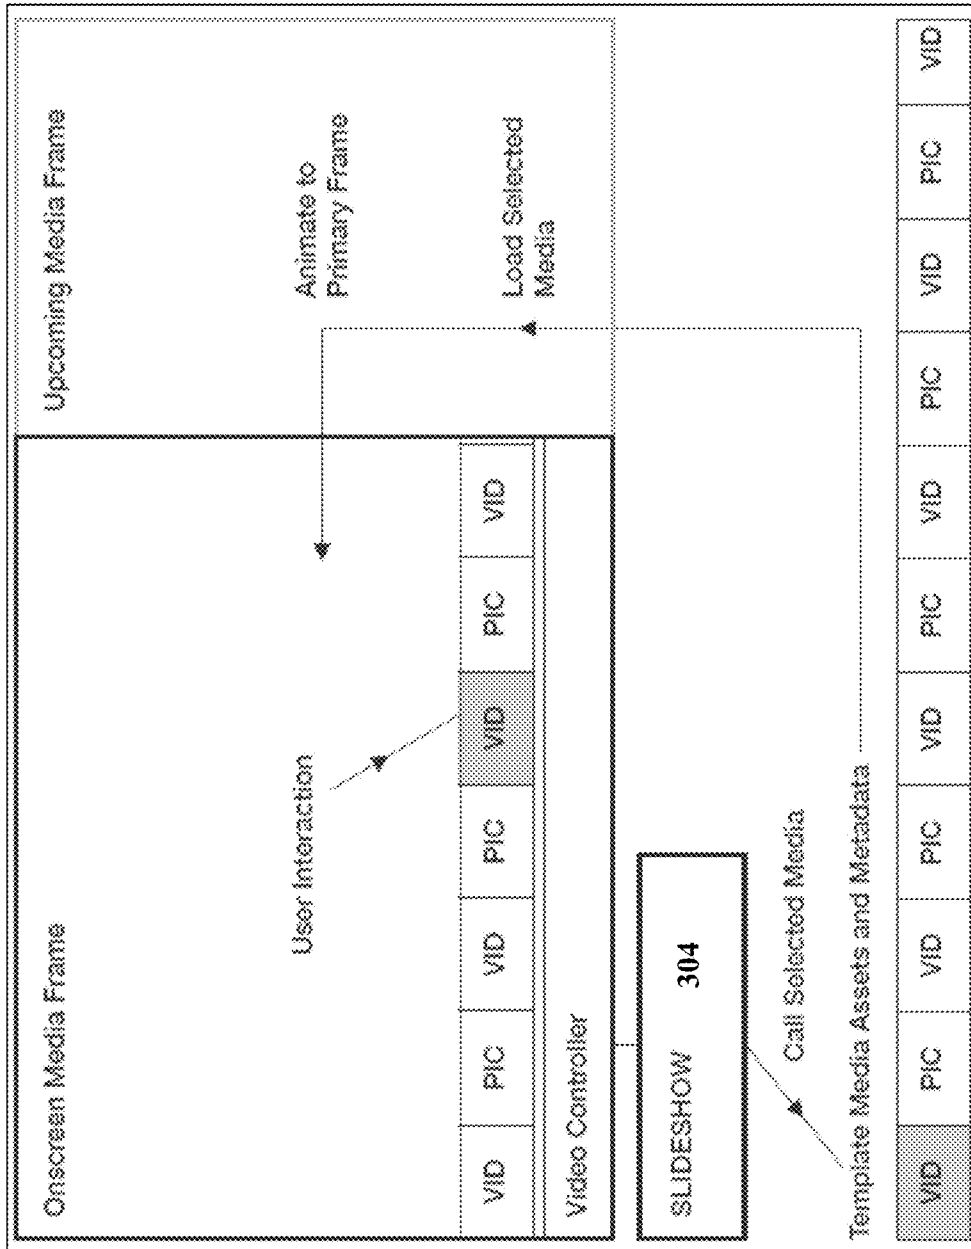 Onscreen Media Frame
Upcoming Media Frame
User Interaction
Animate to
Primary Frame
VID PIC VID PIC VID PIC VID
Load Selected
Media
Video Controller
SLIDESHOW 304
Call Selected Media
Template Media Assets and Metadata
VID PIC VID PIC VID PIC VID PIC VID PIC VID